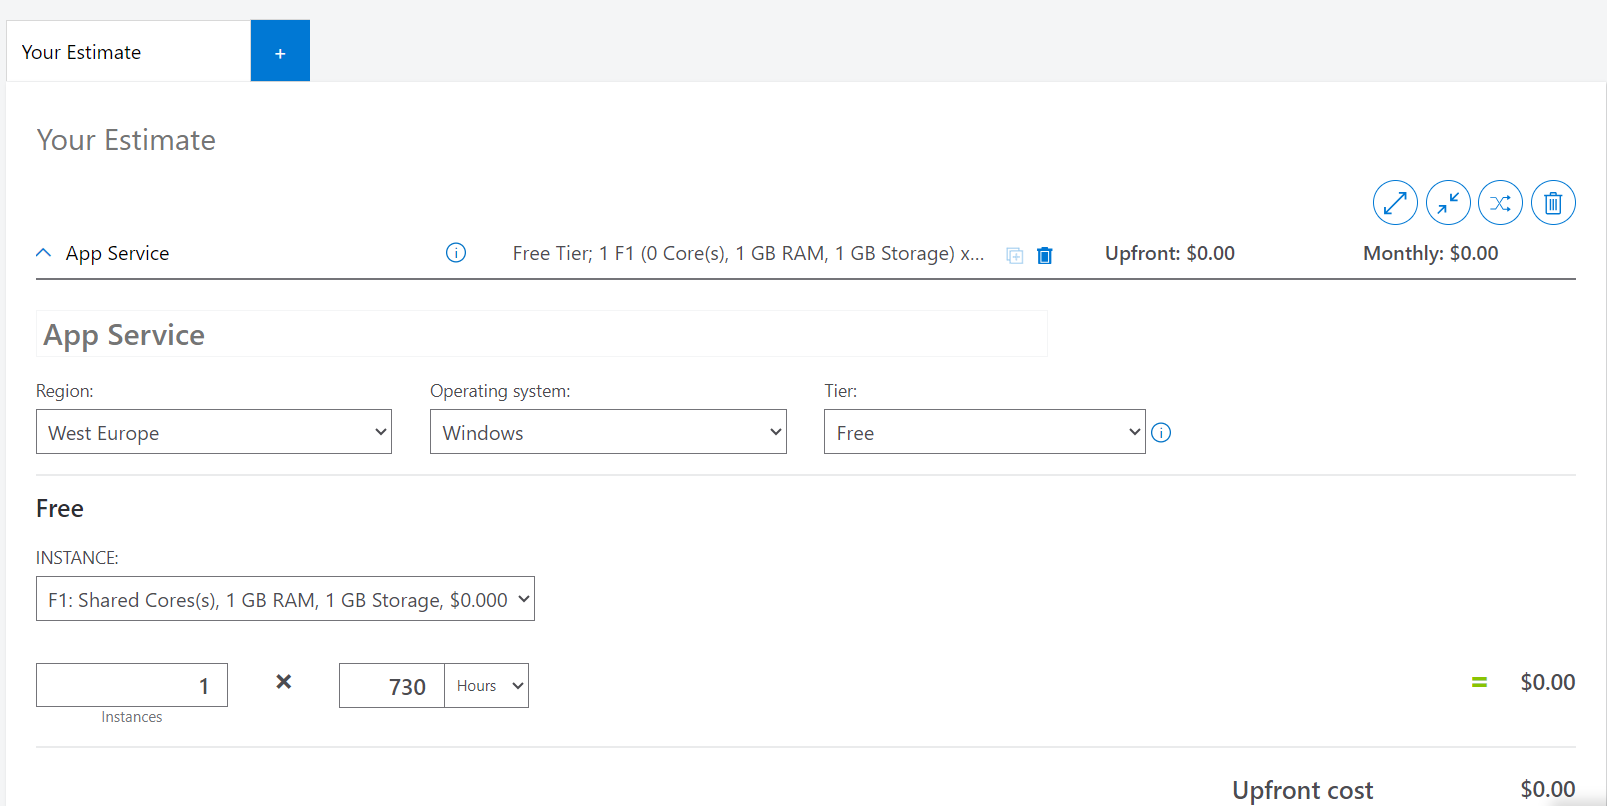 Your Estimate
+
Your Estimate
App Service
Free Tier; 1 F1 (0 Core(s), 1 GB RAM, 1 GB Storage) x...
Upfront: $0.00
Monthly: $0.00
App Service
Region:
Operating system:
Tier:
West Europe
Windows
Free
Free
INSTANCE:
F1: Shared Cores(s), 1 GB RAM, 1 GB Storage, $0.000
1
×
730
Hours
= $0.00
Instances
Upfront cost
$0.00